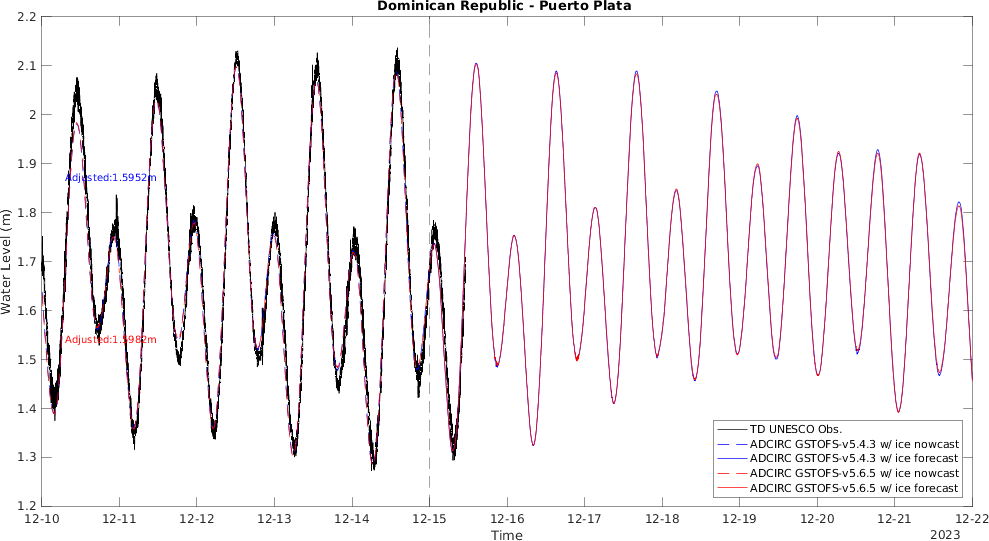 Dominican Republic - Puerto Plata
2.2
2.1
2
1.9
1.8
1.7
1.6
1.5
1.4
1.3
1.2
Water Level (m)
Adjusted:1.5952m
Adjusted:1.5982m
TD UNESCO Obs.
ADCIRC GSTOFS-v5.4.3 w/ ice nowcast
ADCIRC GSTOFS-v5.4.3 w/ ice forecast
ADCIRC GSTOFS-v5.6.5 w/ ice nowcast
ADCIRC GSTOFS-v5.6.5 w/ ice forecast
12-10 12-11 12-12 12-13 12-14 12-15 12-16 12-17 12-18 12-19 12-20 12-21 12-22
Time
2023